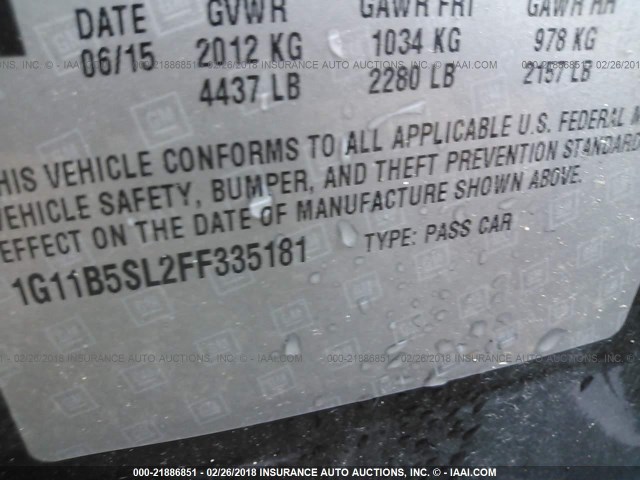 DATE GVWR GAWR FRT GAWR RR
06/15 2012 KG 1034 KG 978 KG
4437 LB 2280 LB 2157 LB
THIS VEHICLE CONFORMS TO ALL APPLICABLE U.S. FEDERAL M
VEHICLE SAFETY, BUMPER, AND THEFT PREVENTION STANDARD
EFFECT ON THE DATE OF MANUFACTURE SHOWN ABOVE.
1G11B5SL2FF335181 TYPE: PASS CAR
000-21886851 - 02/26/2018 INSURANCE AUTO AUCTIONS INC. © - IAAI.COM